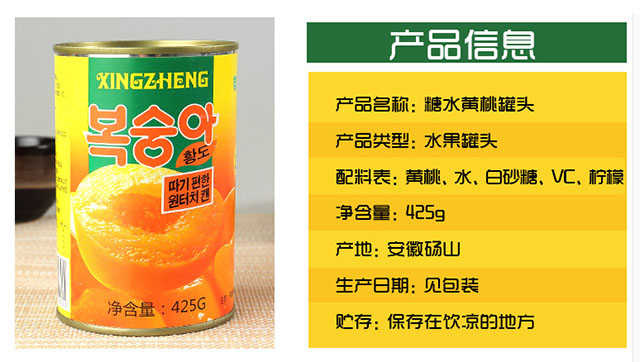 XINGZHENG
복숭아
황도
따기 편한
원터치 캔
净含量：425G
产品信息
产品名称：糖水黄桃罐头
产品类型：水果罐头
配料表：黄桃、水、白砂糖、VC、柠檬
净含量：425g
产地：安徽砀山
生产日期：见包装
贮存：保存在饮凉的地方